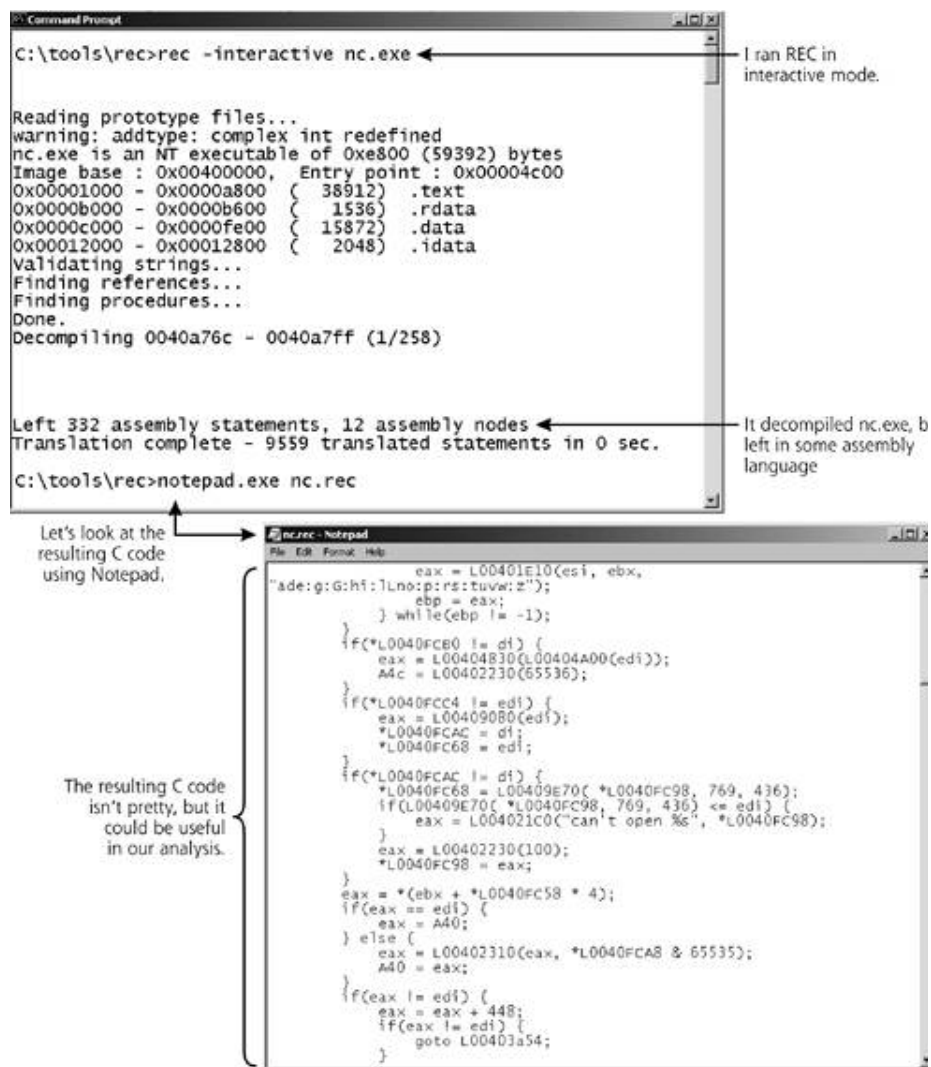 Command Prompt
C:\tools\rec>rec -interactive nc.exe
I ran REC in
interactive mode.
Reading prototype files...
warning: addtype: complex int redefined
nc.exe is an NT executable of 0xe800 (59392) bytes
Image base : 0x00400000, Entry point : 0x00004c00
0x00001000 - 0x0000a800 ( 38912) .text
0x0000b000 - 0x0000b600 ( 1536) .rdata
0x0000c000 - 0x0000fe00 ( 15872) .data
0x00012000 - 0x00012800 ( 2048) .idata
Validating strings...
Finding references...
Finding procedures...
Done.
Decompiling 0040a76c - 0040a7ff (1/258)
Left 332 assembly statements, 12 assembly nodes
Translation complete - 9559 translated statements in 0 sec.
It decompiled nc.exe, b
left in some assembly
language
C:\tools\rec>notepad.exe nc.rec
Let's look at the
resulting C code
using Notepad.
nc.rec - Notepad
File Edit Format Help
eax = L00401E10(esi, ebx,
"ade:g:G:hi:lLno:p:rs:tuvw:z");
ebp = eax;
} while(ebp != -1);
}
if(*L0040FCB0 != di) {
eax = L00404830(L00404A00(edi));
A4c = L00402230(65536);
}
if(*L0040FCC4 != edi) {
eax = L00409080(edi);
*L0040FCAC = di;
*L0040FC68 = edi;
}
if(*L0040FCAC != di) {
*L0040FC68 = L00409E70( *L0040FC98, 769, 436);
if(L00409E70( *L0040FC98, 769, 436) <= edi) {
eax = L004021C0("can't open %s", *L0040FC98);
}
eax = L00402230(100);
*L0040FC98 = eax;
}
eax = *(ebx + *L0040FC58 * 4);
if(eax == edi) {
eax = A40;
} else {
eax = L00402310(eax, *L0040FCA8 & 65535);
A40 = eax;
}
if(eax != edi) {
eax = eax + 448;
if(eax != edi) {
goto L00403a54;
}
The resulting C code
isn't pretty, but it
could be useful
in our analysis.